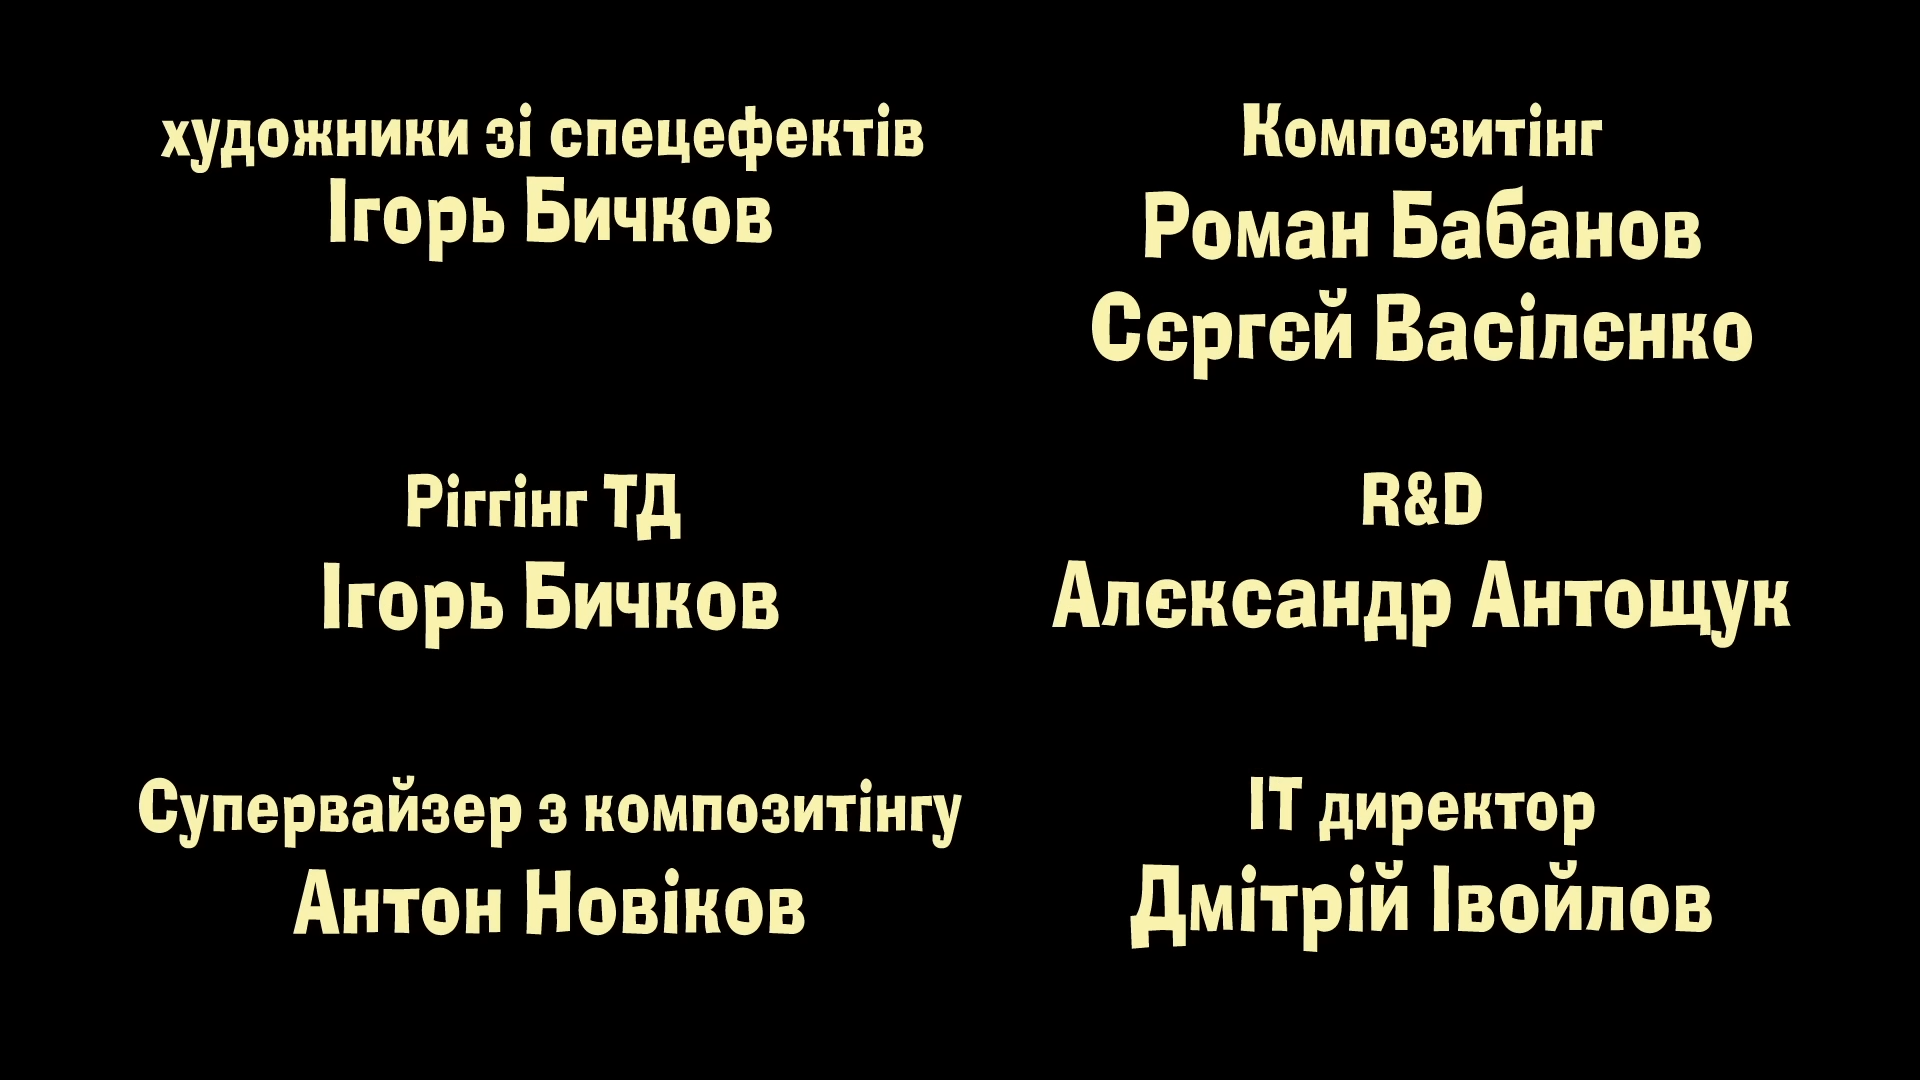 художники зі спецефектів
Ігорь Бичков
Композитінг
Роман Бабанов
Сєргєй Васілєнко
Ріггінг ТД
Ігорь Бичков
R&D
Алєксандр Антощук
Супервайзер з композитінгу
Антон Новіков
ІТ директор
Дмітрій Івойлов